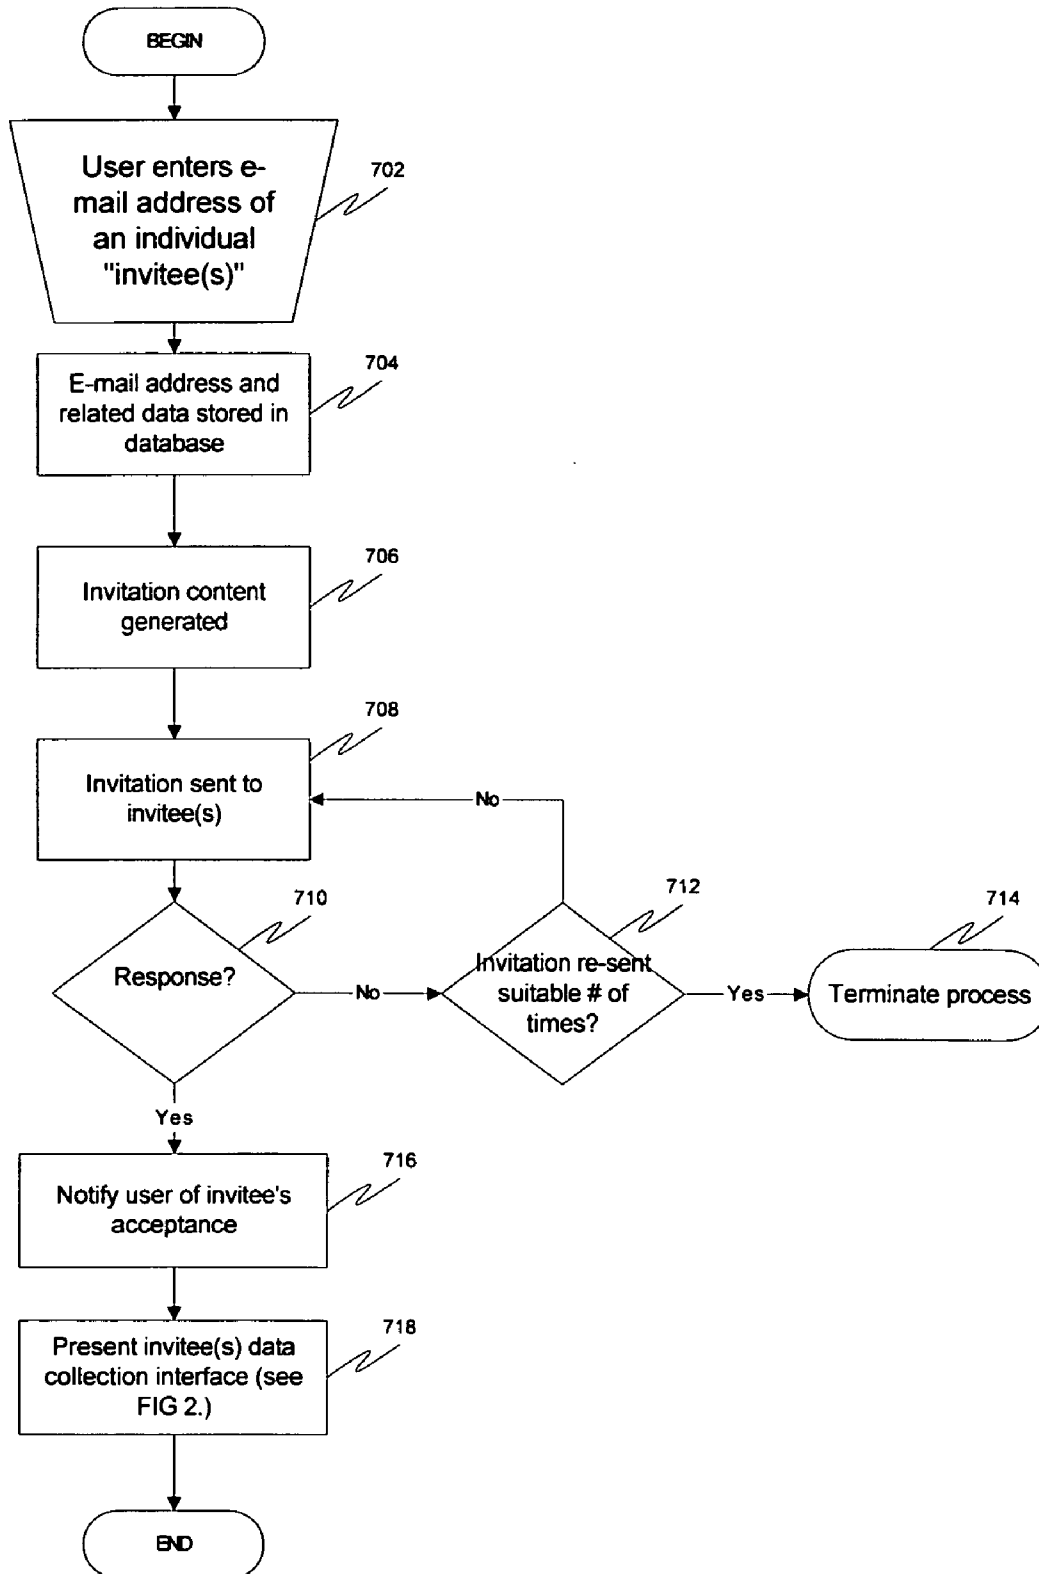 BEGIN
User enters e-
mail address of
an individual
"invitee(s)"
702
E-mail address and
related data stored in
database
704
Invitation content
generated
706
Invitation sent to
invitee(s)
708
No
Response?
710
No
Invitation re-sent
suitable # of
times?
712
Yes
Terminate process
714
Yes
Notify user of invitee's
acceptance
716
Present invitee(s) data
collection interface (see
FIG 2.)
718
END